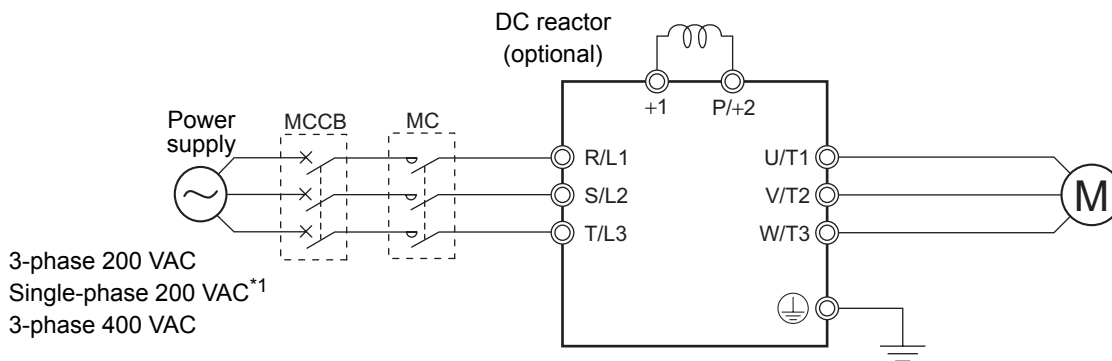 DC reactor
(optional)
+1 P/+2
Power
supply
MCCB MC
R/L1 U/T1
S/L2 V/T2
T/L3 W/T3
M
3-phase 200 VAC
Single-phase 200 VAC*1
3-phase 400 VAC